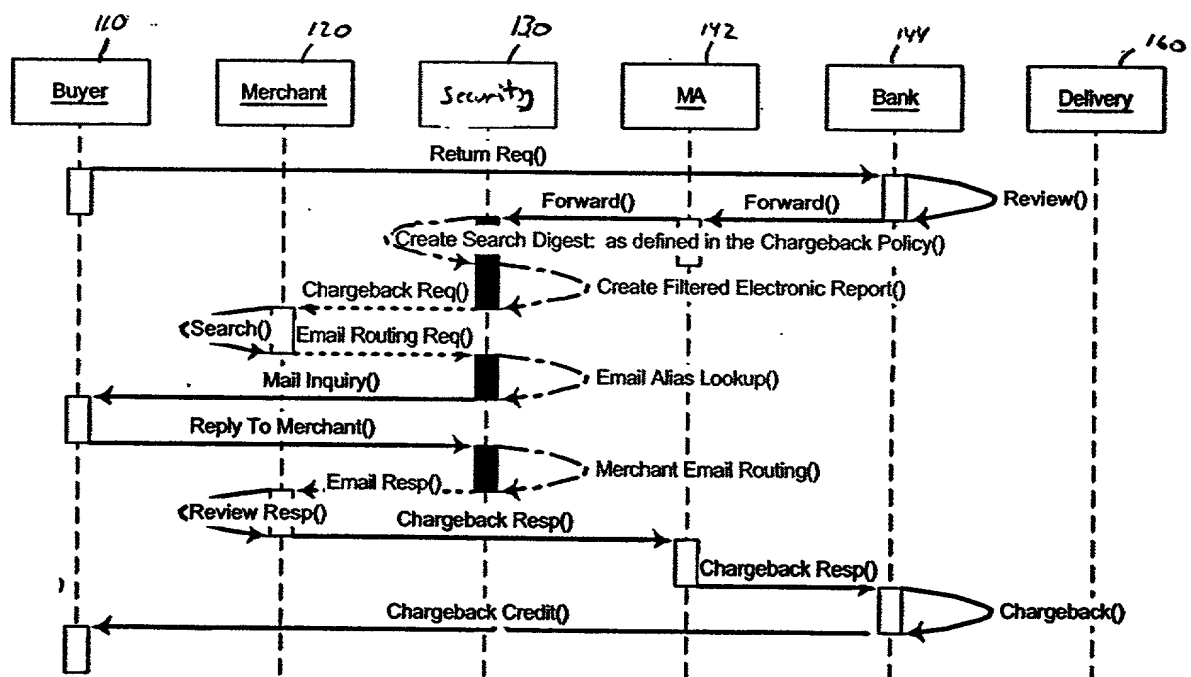 110
120
130
142
144
160
Buyer
Merchant
Security
MA
Bank
Delivery
Return Req()
Review()
Forward()
Forward()
Create Search Digest: as defined in the Chargeback Policy()
Create Filtered Electronic Report()
Chargeback Req()
Search()
Email Routing Req()
Email Alias Lookup()
Mail Inquiry()
Reply To Merchant()
Merchant Email Routing()
Email Resp()
Review Resp()
Chargeback Resp()
Chargeback Resp()
)
Chargeback Credit()
Chargeback()